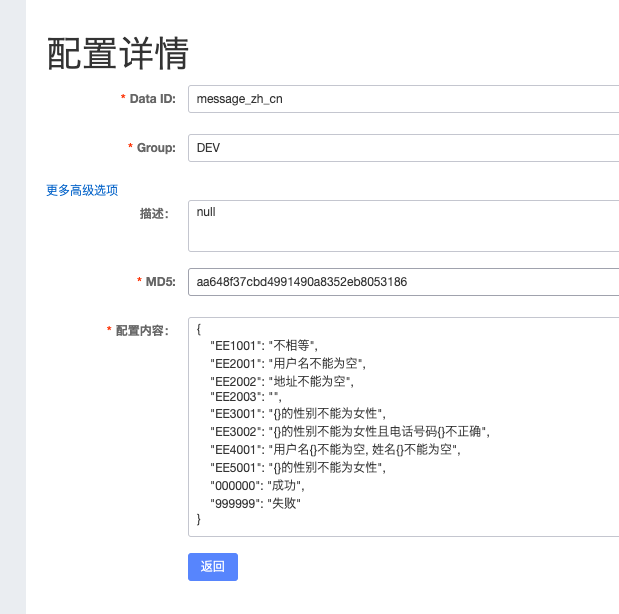 配置详情
* Data ID: message_zh_cn
* Group: DEV
更多高级选项
描述: null
* MD5: aa648f37cbd4991490a8352eb8053186
* 配置内容: {
"EE1001": "不相等",
"EE2001": "用户名不能为空",
"EE2002": "地址不能为空",
"EE2003": "",
"EE3001": "{}的性别不能为女性",
"EE3002": "{}的性别不能为女性且电话号码{}不正确",
"EE4001": "用户名{}不能为空, 姓名{}不能为空",
"EE5001": "{}的性别不能为女性",
"000000": "成功",
"999999": "失败"
}
返回